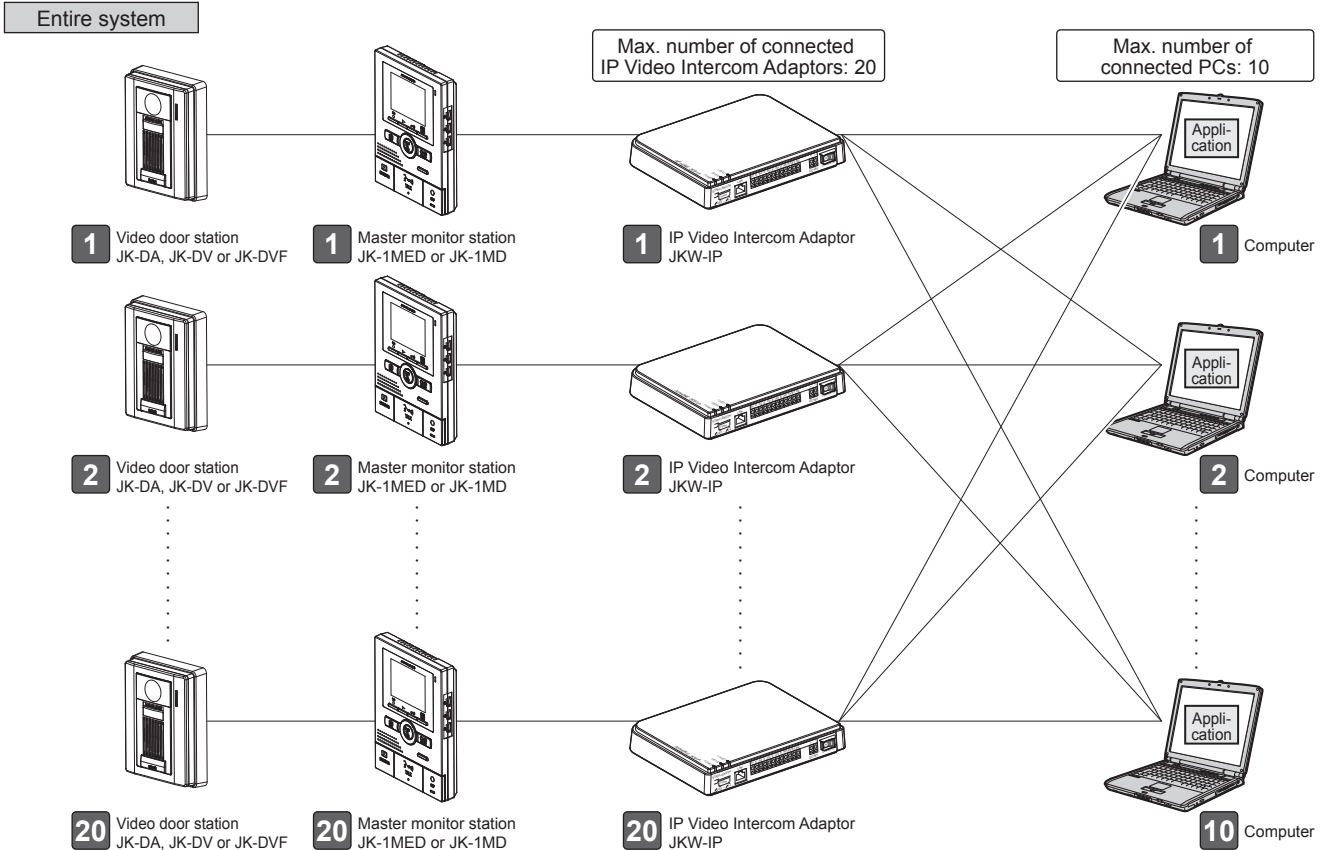 Entire system
Max. number of connected
IP Video Intercom Adaptors: 20
Max. number of
connected PCs: 10
Appli-
cation
1 Video door station
JK-DA, JK-DV or JK-DVF
1 Master monitor station
JK-1MED or JK-1MD
1 IP Video Intercom Adaptor
JKW-IP
1 Computer
Appli-
cation
2 Video door station
JK-DA, JK-DV or JK-DVF
2 Master monitor station
JK-1MED or JK-1MD
2 IP Video Intercom Adaptor
JKW-IP
2 Computer
Appli-
cation
20 Video door station
JK-DA, JK-DV or JK-DVF
20 Master monitor station
JK-1MED or JK-1MD
20 IP Video Intercom Adaptor
JKW-IP
10 Computer